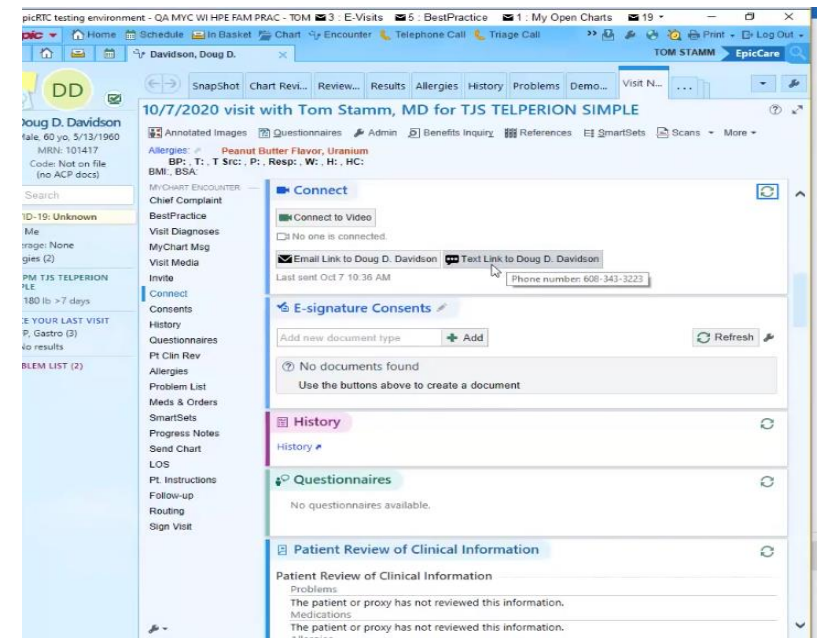 picRTC testing environment - QA MYC WI HPE FAM PRAC - TOM 3 : E-Visits 5 : BestPractice 1 : My Open Charts 19
Epic Home Schedule In Basket Chart Encounter Telephone Call Triage Call Print Log Out
Davidson, Doug D. TOM STAMM EpicCare
DD
Doug D. Davidson
Male, 60 yo, 5/13/1960
MRN: 101417
Code: Not on file
(no ACP docs)
Search
ID-19: Unknown
Me
erage: None
gies (2)
PM TJS TELPERION
PLE
180 lb >7 days
E YOUR LAST VISIT
P, Gastro (3)
No results
BLEM LIST (2)
SnapShot Chart Revi... Review... Results Allergies History Problems Demo... Visit N... ...
10/7/2020 visit with Tom Stamm, MD for TJS TELPERION SIMPLE
Annotated Images Questionnaires Admin Benefits Inquiry References SmartSets Scans More
Allergies: Peanut Butter Flavor, Uranium
BP: , T: , T Src: , P: , Resp: , W: , H: , HC:
BMI: , BSA:
MYCHART ENCOUNTER
Chief Complaint
BestPractice
Visit Diagnoses
MyChart Msg
Visit Media
Invite
Connect
Consents
History
Questionnaires
Pt Clin Rev
Allergies
Problem List
Meds & Orders
SmartSets
Progress Notes
Send Chart
LOS
Pt. Instructions
Follow-up
Routing
Sign Visit
Connect
Connect to Video
No one is connected.
Email Link to Doug D. Davidson Text Link to Doug D. Davidson
Last sent Oct 7 10:36 AM Phone number: 608-343-3223
E-signature Consents
Add new document type Add Refresh
No documents found
Use the buttons above to create a document
History
History
Questionnaires
No questionnaires available.
Patient Review of Clinical Information
Patient Review of Clinical Information
Problems
The patient or proxy has not reviewed this information.
Medications
The patient or proxy has not reviewed this information.